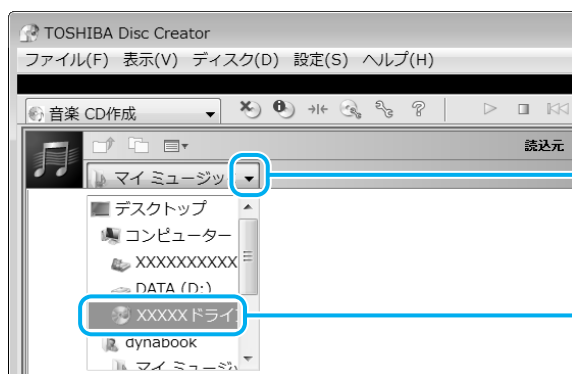 TOSHIBA Disc Creator
ファイル(F) 表示(V) ディスク(D) 設定(S) ヘルプ(H)
音楽 CD作成
読込元
マイ ミュージッ
デスクトップ
コンピューター
XXXXXXXXXX
DATA (D:)
XXXXXドライ
dynabook
マイ ミュージッ